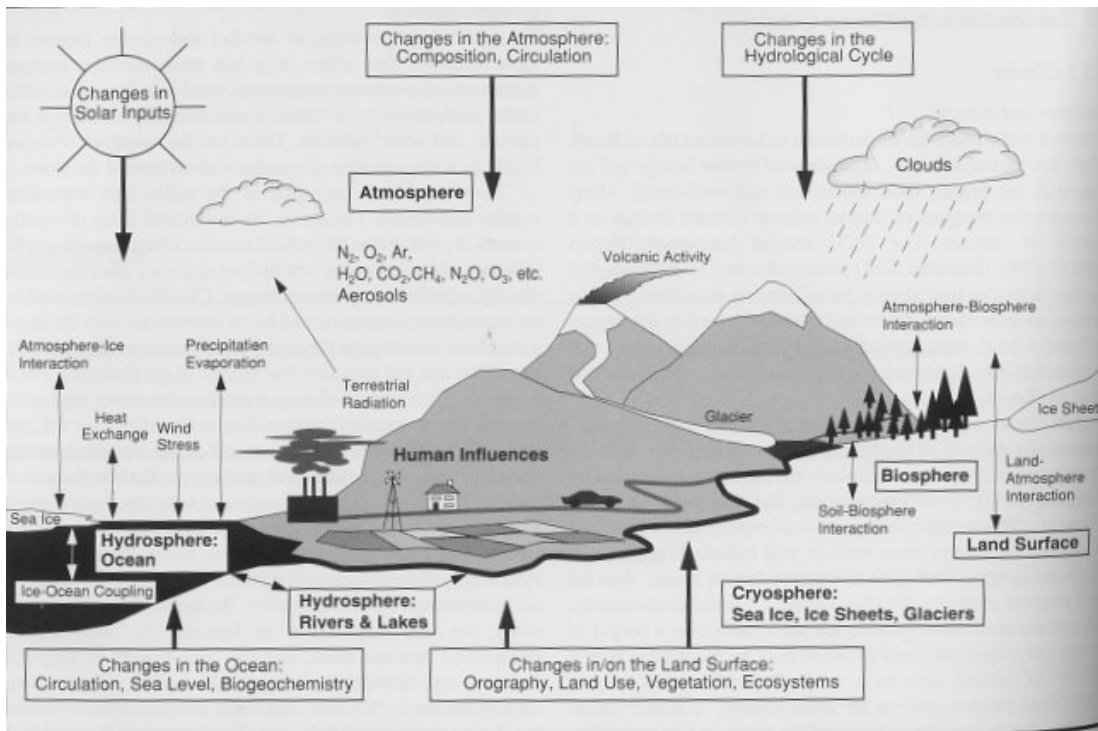 Changes in the Atmosphere:
Composition, Circulation
Changes in the
Hydrological Cycle
Changes in
Solar Inputs
Clouds
Atmosphere
N₂, O₂, Ar,
H₂O, CO₂, CH₄, N₂O, O₃, etc.
Aerosols
Volcanic Activity
Atmosphere-Biosphere
Interaction
Atmosphere-Ice
Interaction
Precipitation
Evaporation
Terrestrial
Radiation
Heat
Exchange
Wind
Stress
Glacier
Ice Sheet
Human Influences
Biosphere
Land-
Atmosphere
Interaction
Soil-Biosphere
Interaction
Land Surface
Sea Ice
Hydrosphere:
Ocean
Ice-Ocean Coupling
Hydrosphere:
Rivers & Lakes
Cryosphere:
Sea Ice, Ice Sheets, Glaciers
Changes in the Ocean:
Circulation, Sea Level, Biogeochemistry
Changes in/on the Land Surface:
Orography, Land Use, Vegetation, Ecosystems